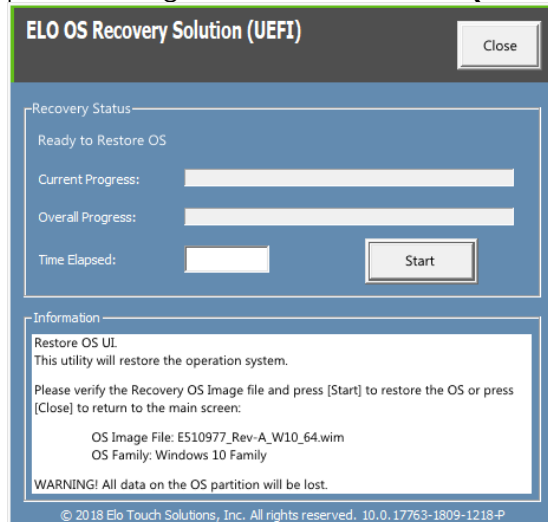 ELO OS Recovery Solution (UEFI)
Close
Recovery Status
Ready to Restore OS
Current Progress:
Overall Progress:
Time Elapsed:
Start
Information
Restore OS UI.
This utility will restore the operation system.
Please verify the Recovery OS Image file and press [Start] to restore the OS or press
[Close] to return to the main screen:
OS Image File: E510977_Rev-A_W10_64.wim
OS Family: Windows 10 Family
WARNING! All data on the OS partition will be lost.
© 2018 Elo Touch Solutions, Inc. All rights reserved. 10.0.17763-1809-1218-P